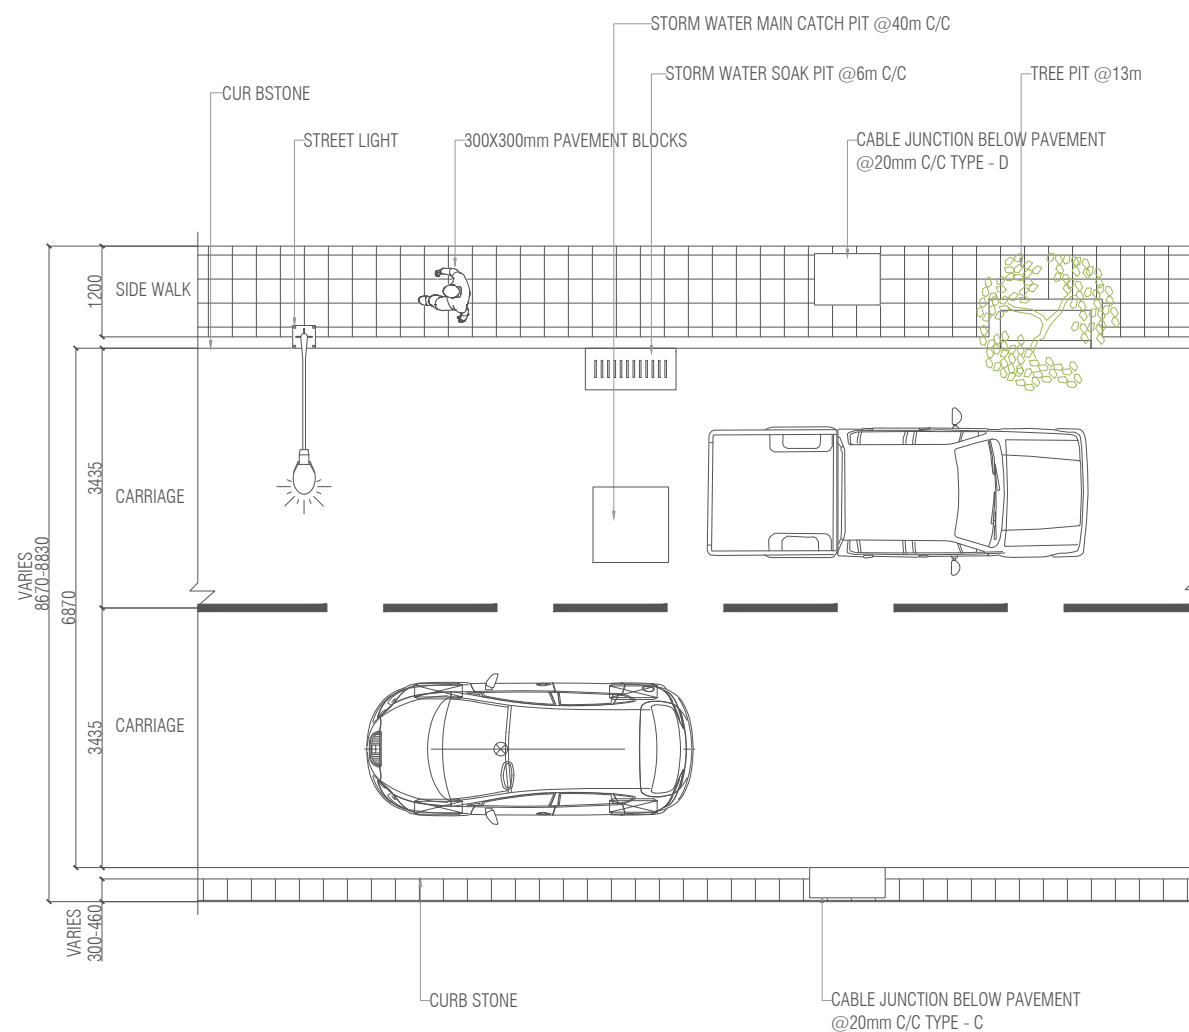 STORM WATER MAIN CATCH PIT @40m C/C
STORM WATER SOAK PIT @6m C/C
TREE PIT @13m
CUR BSTONE
STREET LIGHT
300X300mm PAVEMENT BLOCKS
CABLE JUNCTION BELOW PAVEMENT
@20mm C/C TYPE - D
1200
SIDE WALK
3435
CARRIAGE
VARIES
8670-8830
6870
3435
CARRIAGE
VARIES
300-460
CURB STONE
CABLE JUNCTION BELOW PAVEMENT
@20mm C/C TYPE - C